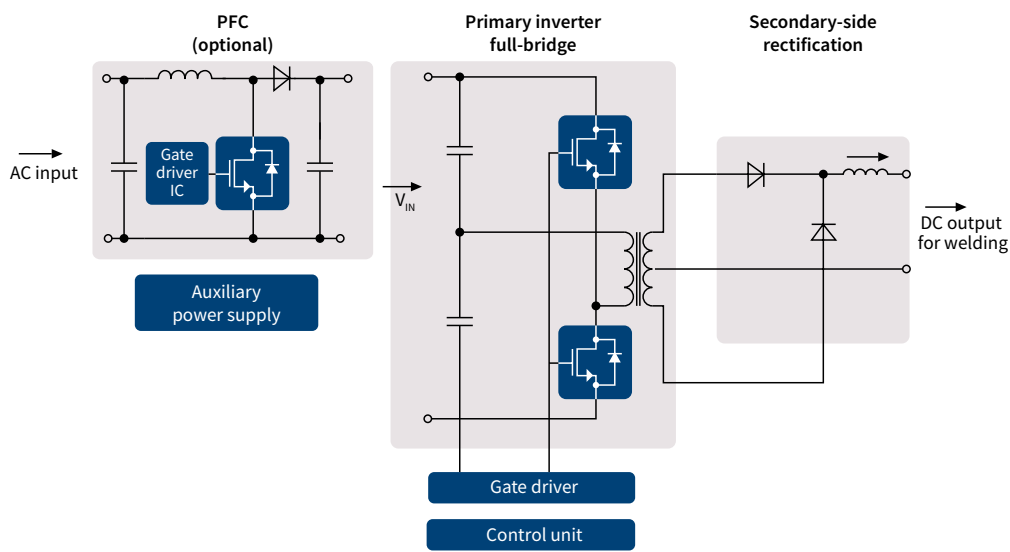 PFC
(optional)
Primary inverter
full-bridge
Secondary-side
rectification
AC input
Gate
driver
IC
Auxiliary
power supply
V_IN
DC output
for welding
Gate driver
Control unit